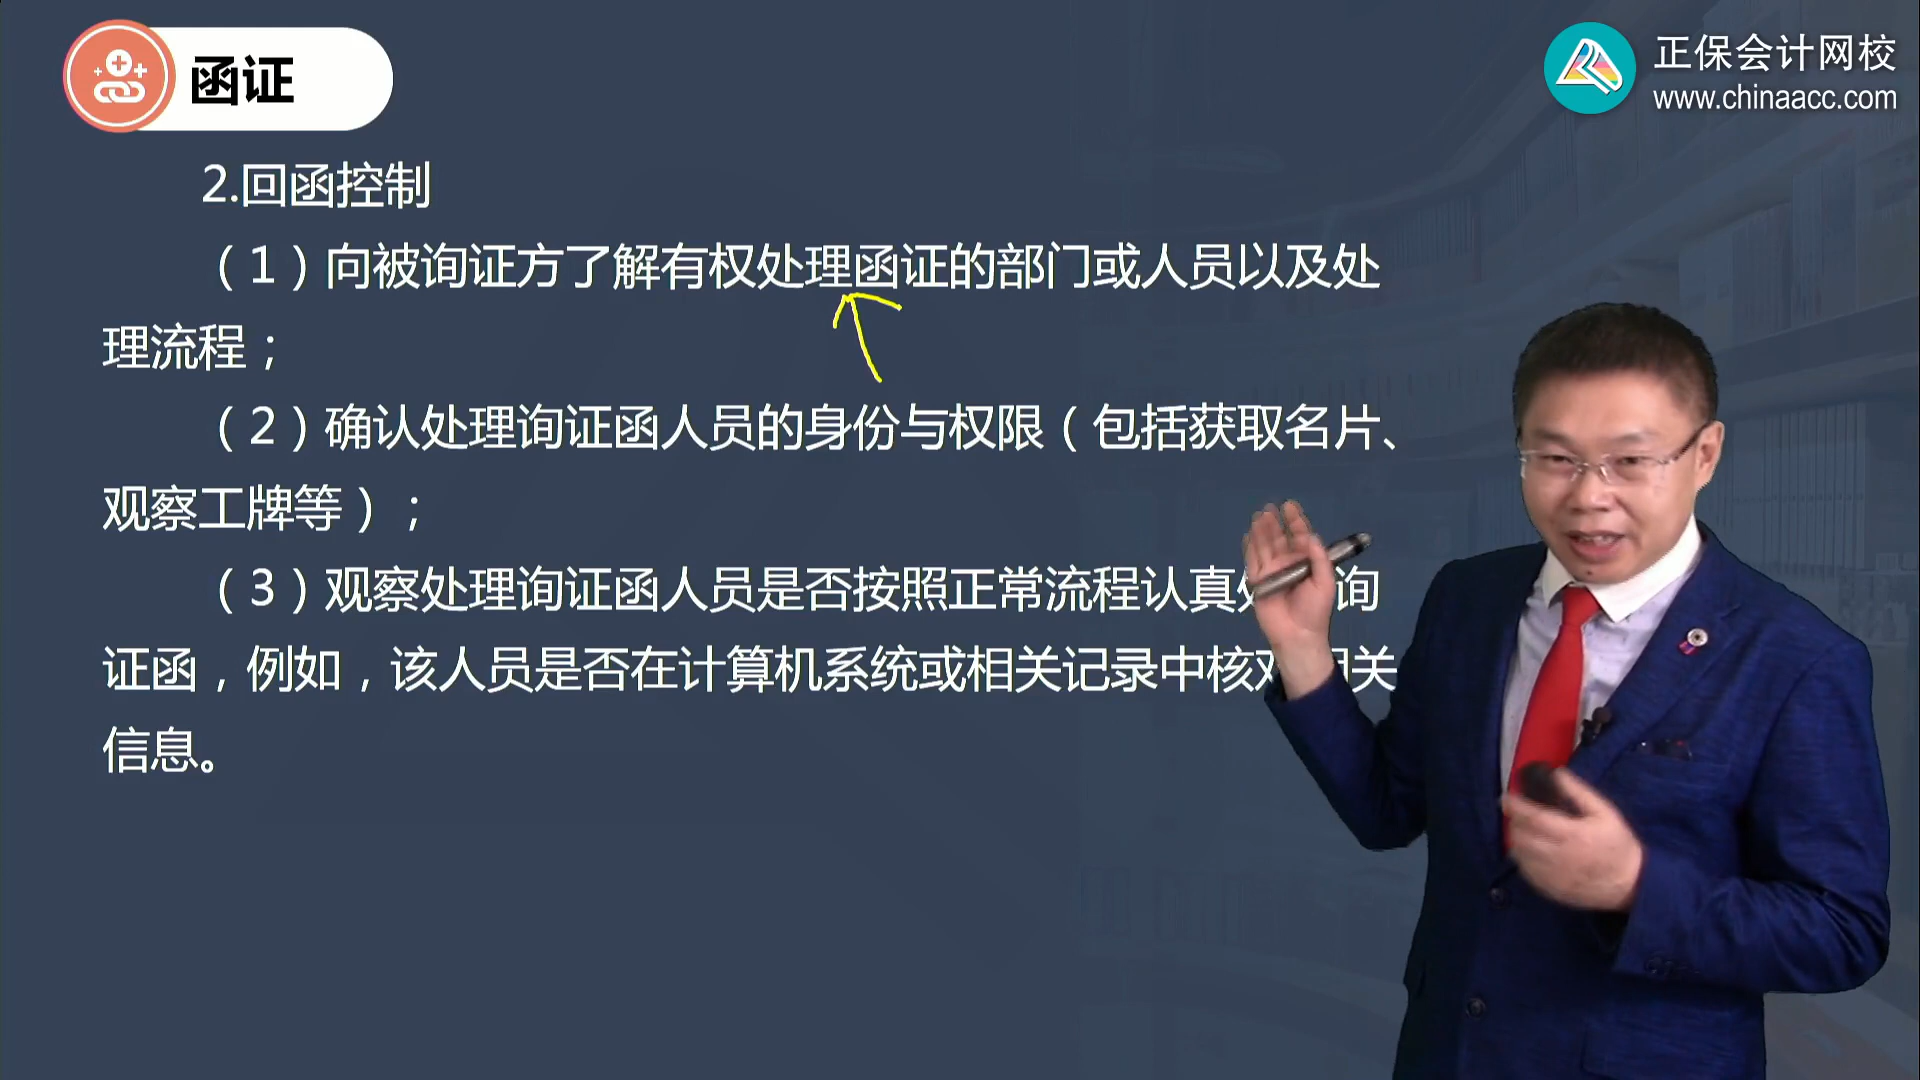 函证
正保会计网校
www.chinaacc.com
2.回函控制
（1）向被询证方了解有权处理函证的部门或人员以及处
理流程；
（2）确认处理询证函人员的身份与权限（包括获取名片、
观察工牌等）；
（3）观察处理询证函人员是否按照正常流程认真处 询
证函，例如，该人员是否在计算机系统或相关记录中核对 关
信息。